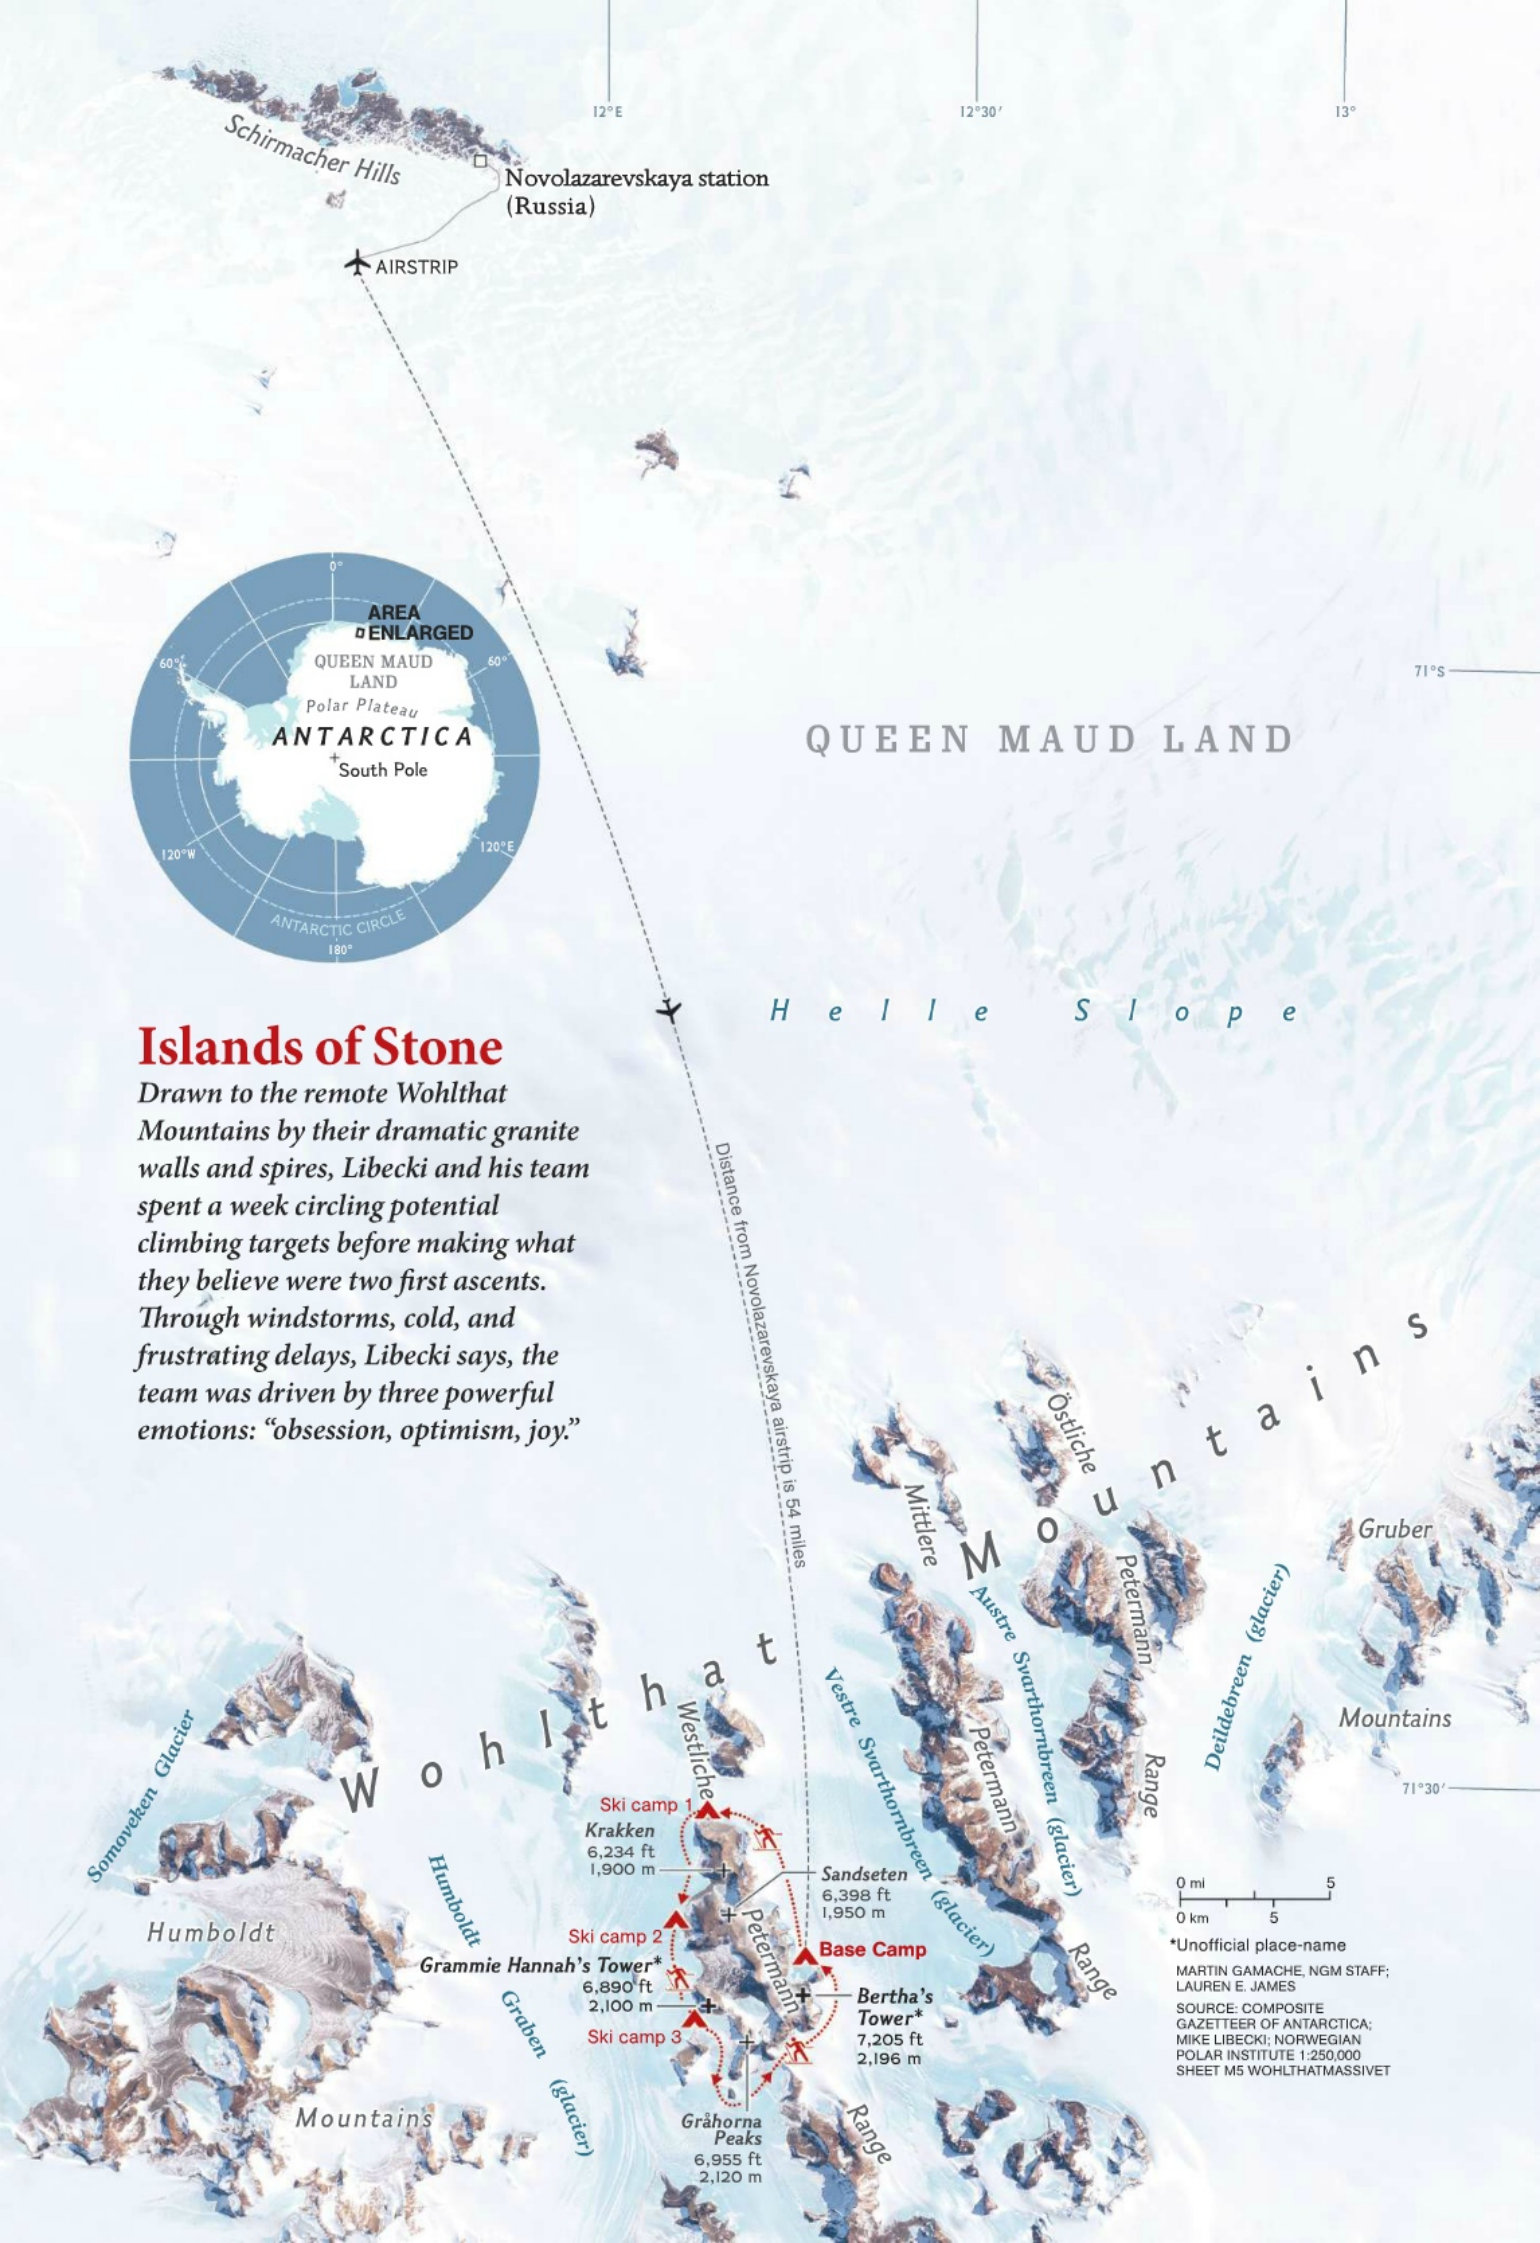 12°E
12°30′
13°
Schirmacher Hills
Novolazarevskaya station
(Russia)
AIRSTRIP
0°
AREA
ENLARGED
60°
QUEEN MAUD
LAND
60°
Polar Plateau
ANTARCTICA
South Pole
120°W
120°E
ANTARCTIC CIRCLE
180°
71°S
QUEEN MAUD LAND
Helle Slope
Islands of Stone
Drawn to the remote Wohlthat
Mountains by their dramatic granite
walls and spires, Libecki and his team
spent a week circling potential
climbing targets before making what
they believe were two first ascents.
Through windstorms, cold, and
frustrating delays, Libecki says, the
team was driven by three powerful
emotions: “obsession, optimism, joy.”
Distance from Novolazarevskaya airstrip is 54 miles
Wohlthat Mountains
Östliche
Petermann
Range
Mittlere
Petermann
Range
Gruber
Mountains
Austre Svarthornbreen (glacier)
Vestre Svarthornbreen (glacier)
Deildebreen (glacier)
Somoveken Glacier
Westliche
Petermann
Range
71°30′
Ski camp 1
Krakken
6,234 ft
1,900 m
Sandseten
6,398 ft
1,950 m
Ski camp 2
Base Camp
Grammie Hannah’s Tower*
6,890 ft
2,100 m
Bertha’s
Tower*
7,205 ft
2,196 m
Ski camp 3
Gråhorna
Peaks
6,955 ft
2,120 m
Humboldt
Mountains
Humboldt Graben (glacier)
0 mi 5
0 km 5
*Unofficial place-name
MARTIN GAMACHE, NGM STAFF;
LAUREN E. JAMES
SOURCE: COMPOSITE
GAZETTEER OF ANTARCTICA;
MIKE LIBECKI; NORWEGIAN
POLAR INSTITUTE 1:250,000
SHEET M5 WOHLTHATMASSIVET